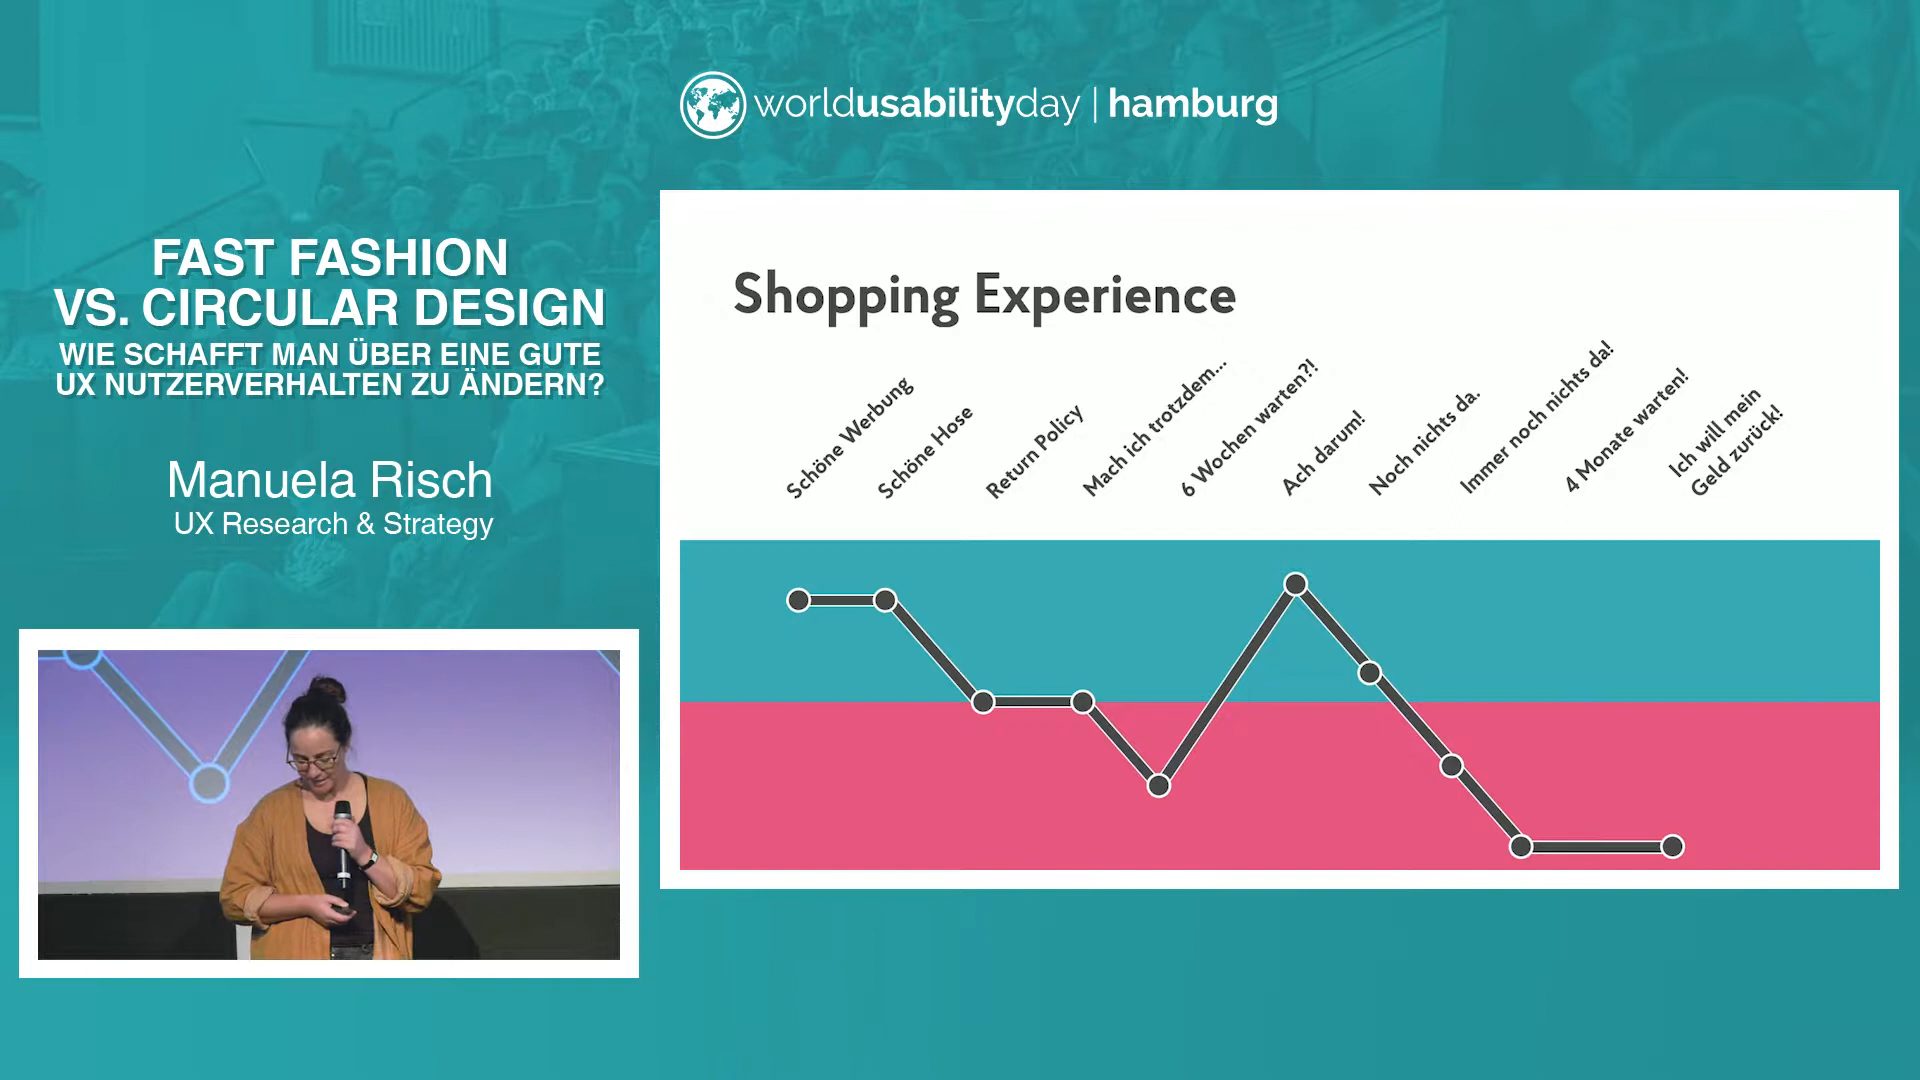 worldusabilityday | hamburg
FAST FASHION
VS. CIRCULAR DESIGN
WIE SCHAFFT MAN ÜBER EINE GUTE
UX NUTZERVERHALTEN ZU ÄNDERN?
Manuela Risch
UX Research & Strategy
Shopping Experience
Schöne Werbung
Schöne Hose
Return Policy
Mach ich trotzdem...
6 Wochen warten?!
Ach darum!
Noch nichts da.
Immer noch nichts da!
4 Monate warten!
Ich will mein
Geld zurück!